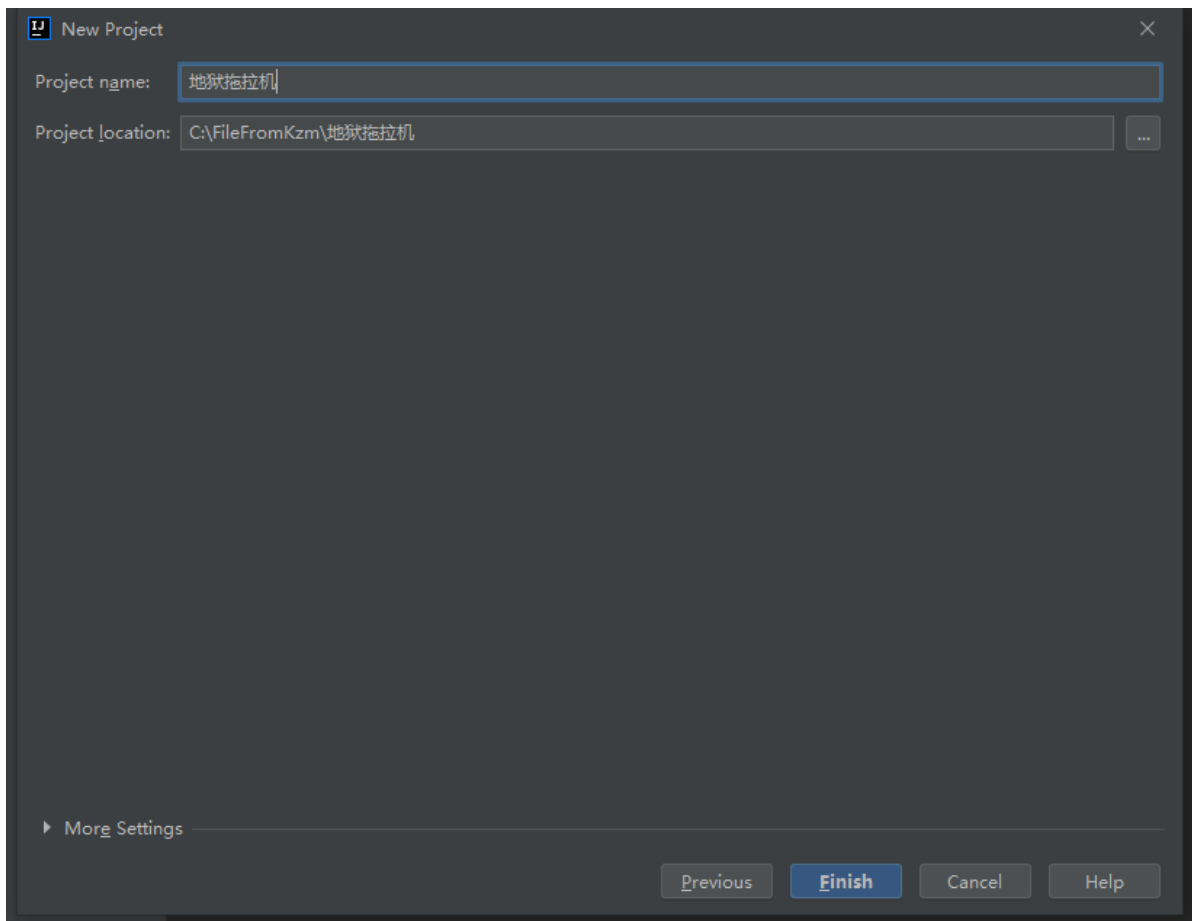 IJ New Project
Project name: 地狱拖拉机
Project location: C:\FileFromKzm\地狱拖拉机 ...
More Settings
Previous Finish Cancel Help